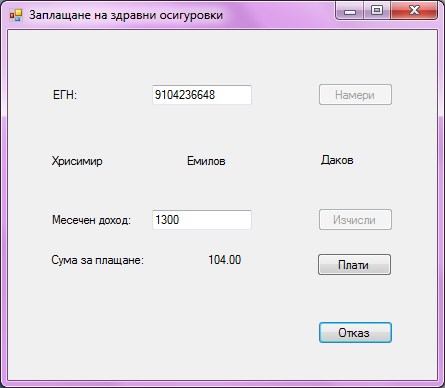 Заплащане на здравни осигуровки
ЕГН: 9104236648 Намери
Хрисимир Емилов Даков
Месечен доход: 1300 Изчисли
Сума за плащане: 104.00 Плати
Отказ